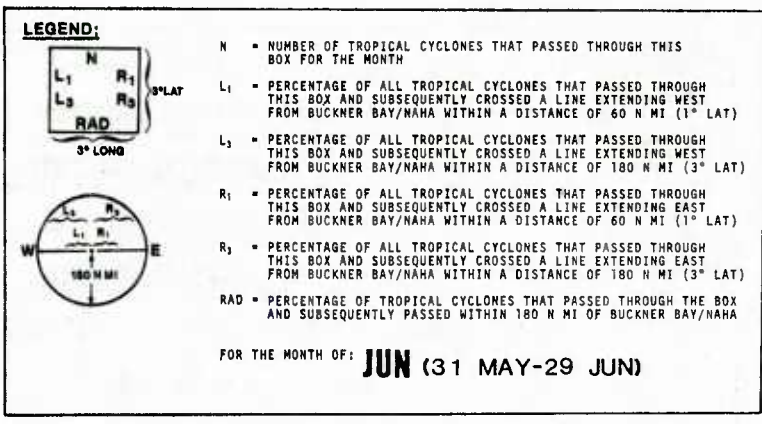 LEGEND:
N
L1 R1
L3 R3
RAD
3°LAT
3° LONG
L3 R3
L1 R1
W E
180 N MI
N = NUMBER OF TROPICAL CYCLONES THAT PASSED THROUGH THIS
BOX FOR THE MONTH
L1 = PERCENTAGE OF ALL TROPICAL CYCLONES THAT PASSED THROUGH
THIS BOX AND SUBSEQUENTLY CROSSED A LINE EXTENDING WEST
FROM BUCKNER BAY/NAHA WITHIN A DISTANCE OF 60 N MI (1° LAT)
L3 = PERCENTAGE OF ALL TROPICAL CYCLONES THAT PASSED THROUGH
THIS BOX AND SUBSEQUENTLY CROSSED A LINE EXTENDING WEST
FROM BUCKNER BAY/NAHA WITHIN A DISTANCE OF 180 N MI (3° LAT)
R1 = PERCENTAGE OF ALL TROPICAL CYCLONES THAT PASSED THROUGH
THIS BOX AND SUBSEQUENTLY CROSSED A LINE EXTENDING EAST
FROM BUCKNER BAY/NAHA WITHIN A DISTANCE OF 60 N MI (1° LAT)
R3 = PERCENTAGE OF ALL TROPICAL CYCLONES THAT PASSED THROUGH
THIS BOX AND SUBSEQUENTLY CROSSED A LINE EXTENDING EAST
FROM BUCKNER BAY/NAHA WITHIN A DISTANCE OF 180 N MI (3° LAT)
RAD = PERCENTAGE OF TROPICAL CYCLONES THAT PASSED THROUGH THE BOX
AND SUBSEQUENTLY PASSED WITHIN 180 N MI OF BUCKNER BAY/NAHA
FOR THE MONTH OF: JUN (31 MAY-29 JUN)